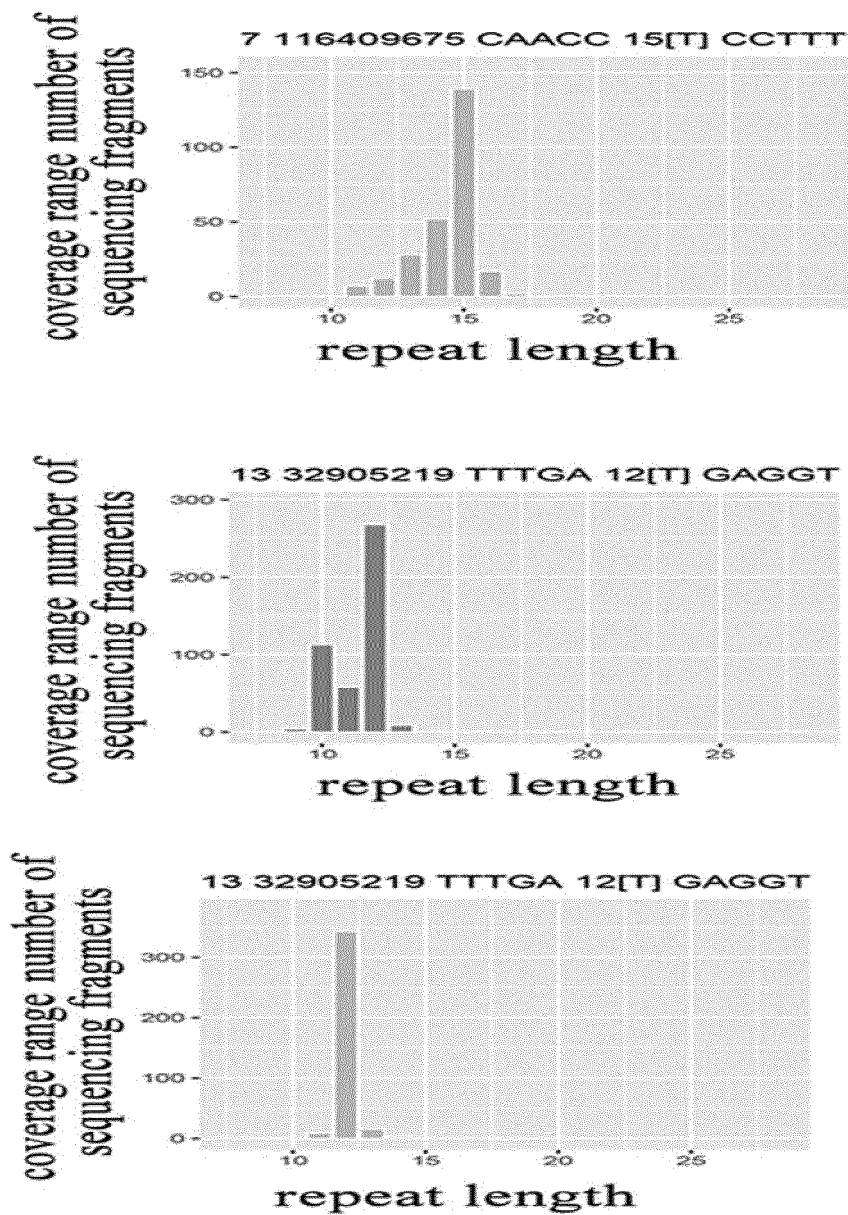 7 116409675 CAACC 15[T] CCTTT
coverage range number of
sequencing fragments
150
100
50
0
10 15 20 25
repeat length
13 32905219 TTTGA 12[T] GAGGT
coverage range number of
sequencing fragments
300
200
100
0
10 15 20 25
repeat length
13 32905219 TTTGA 12[T] GAGGT
coverage range number of
sequencing fragments
300
200
100
0
10 15 20 25
repeat length